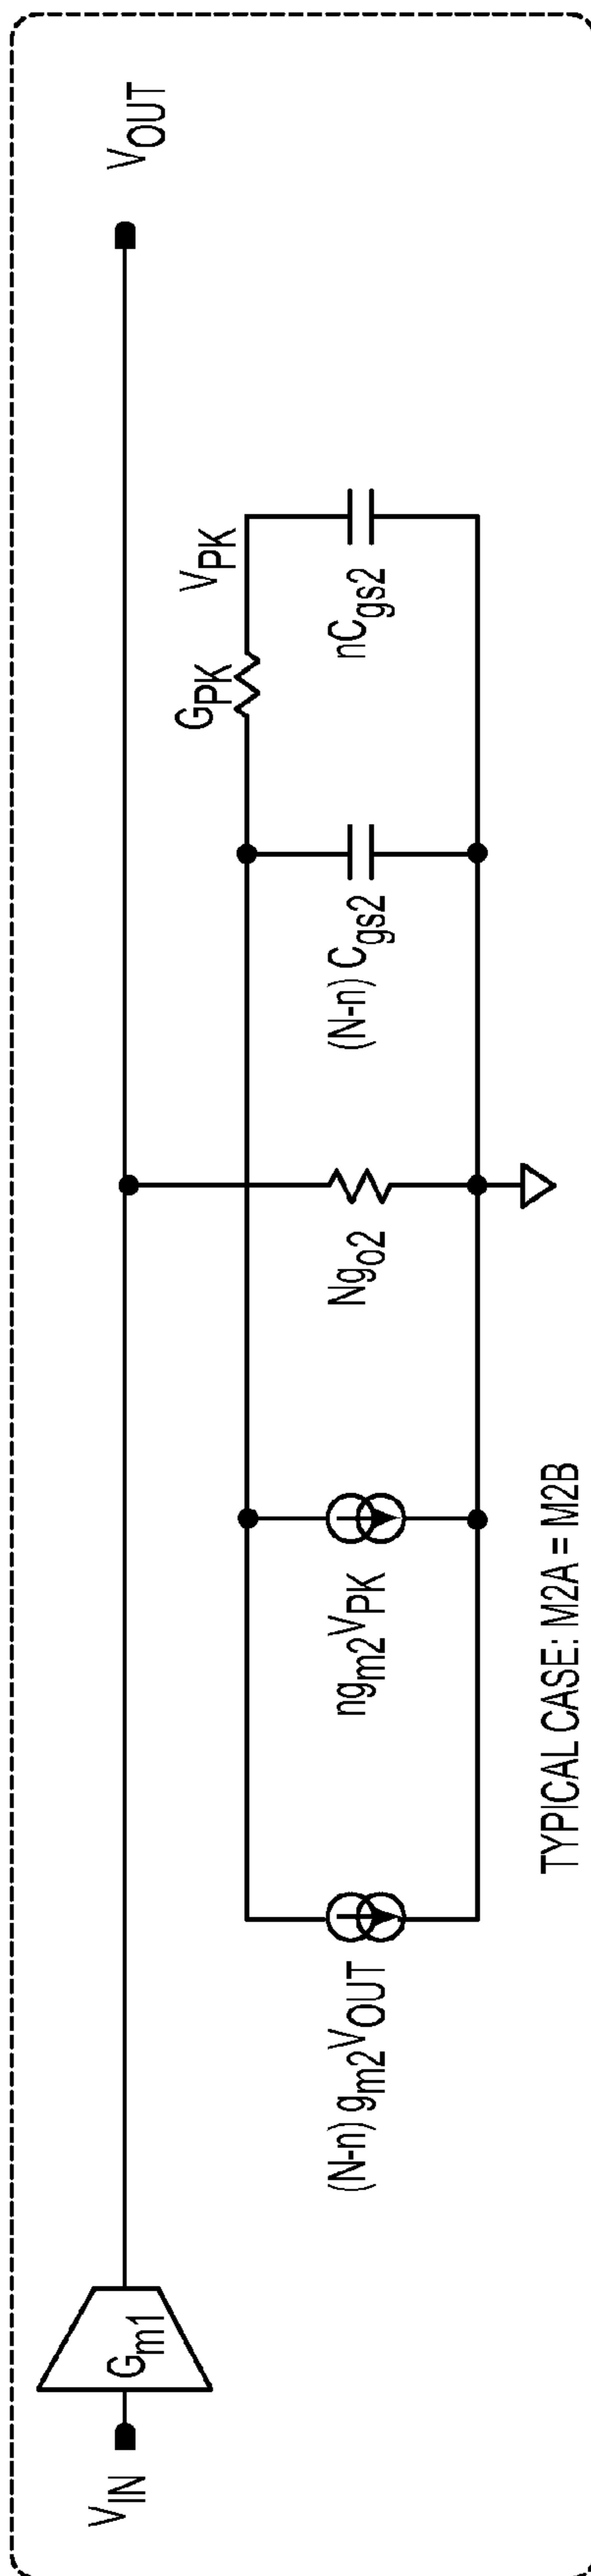 V_IN
G_m1
V_OUT
(N-n) g_m2V_OUT
ng_m2V_PK
Ng_o2
(N-n) C_gs2
G_PK
V_PK
nC_gs2
TYPICAL CASE: M2A = M2B